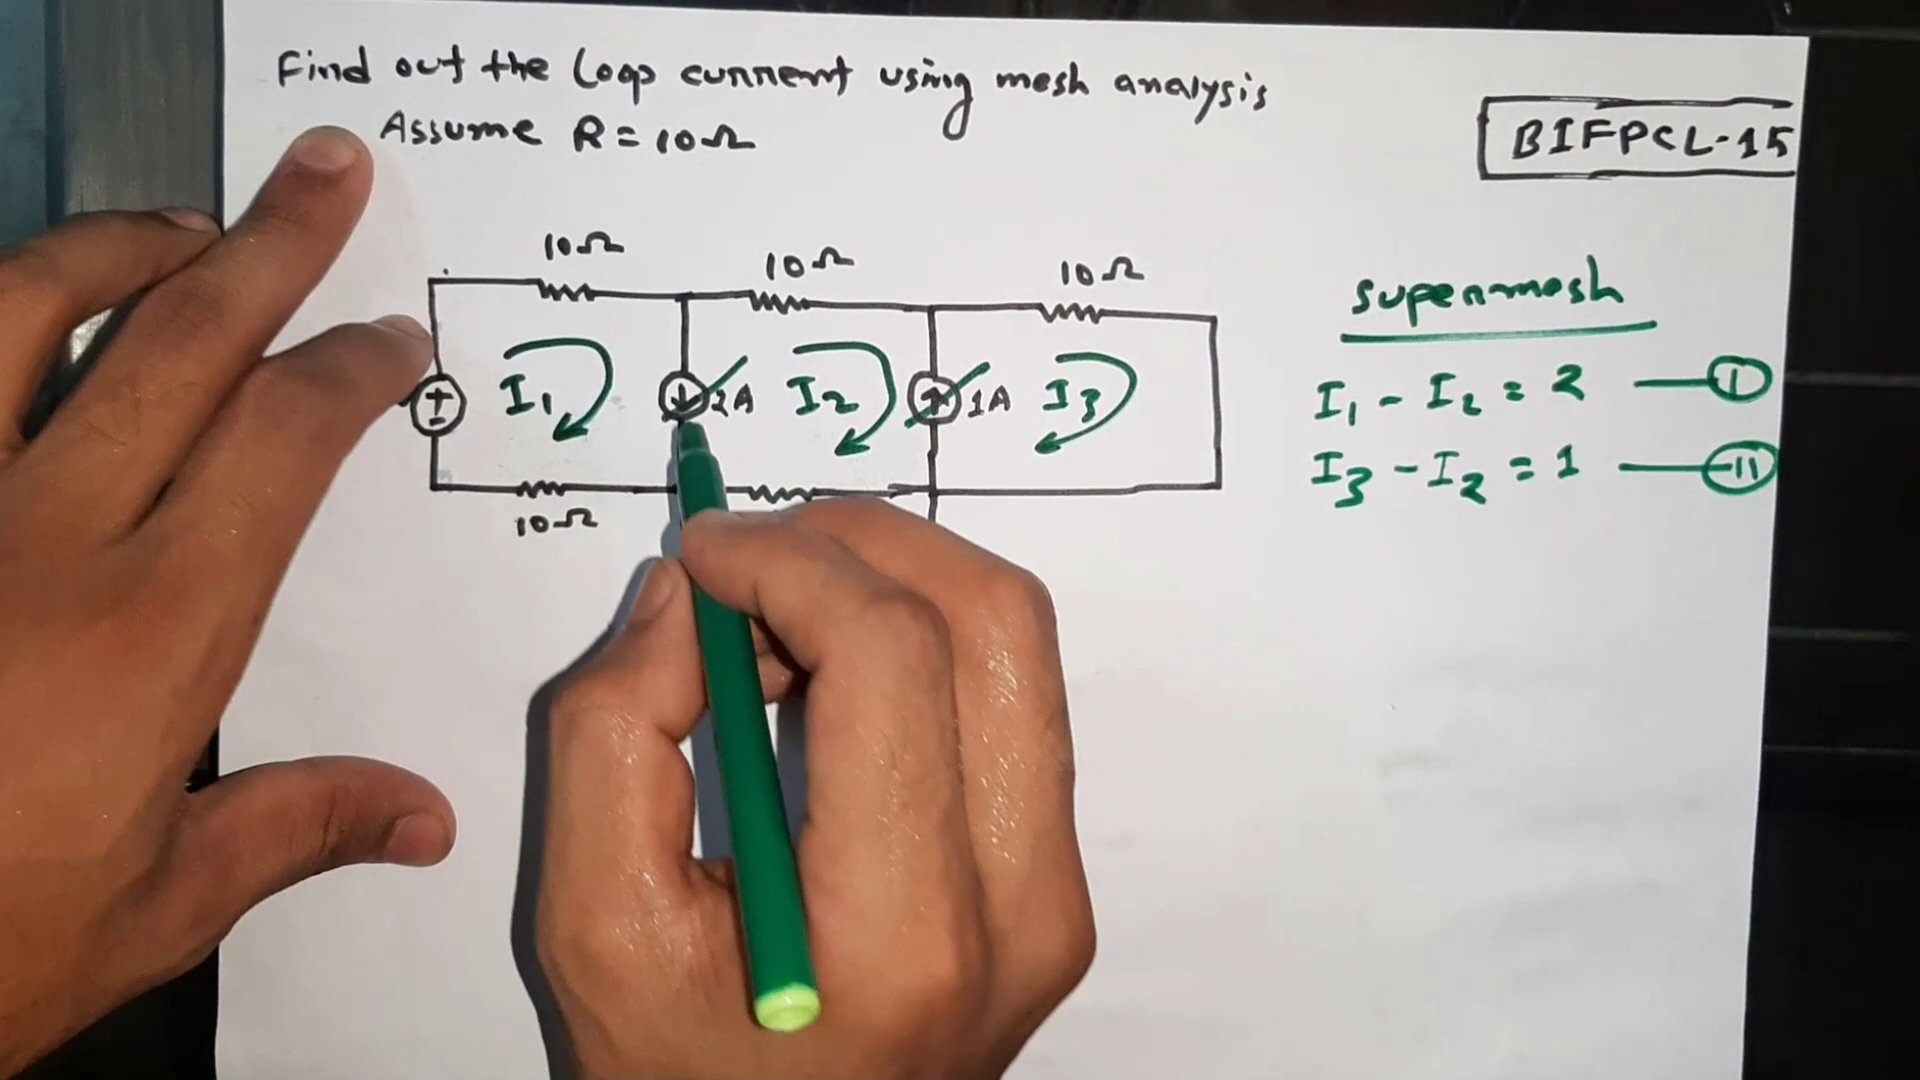 Find out the Loop current using mesh analysis
Assume R = 10Ω
BIFPCL-15
10Ω
10Ω
10Ω
supermesh
I₁ - I₂ = 2 — I
I₃ - I₂ = 1 — II
+
-
I₁
2A
I₂
1A
I₃
10Ω